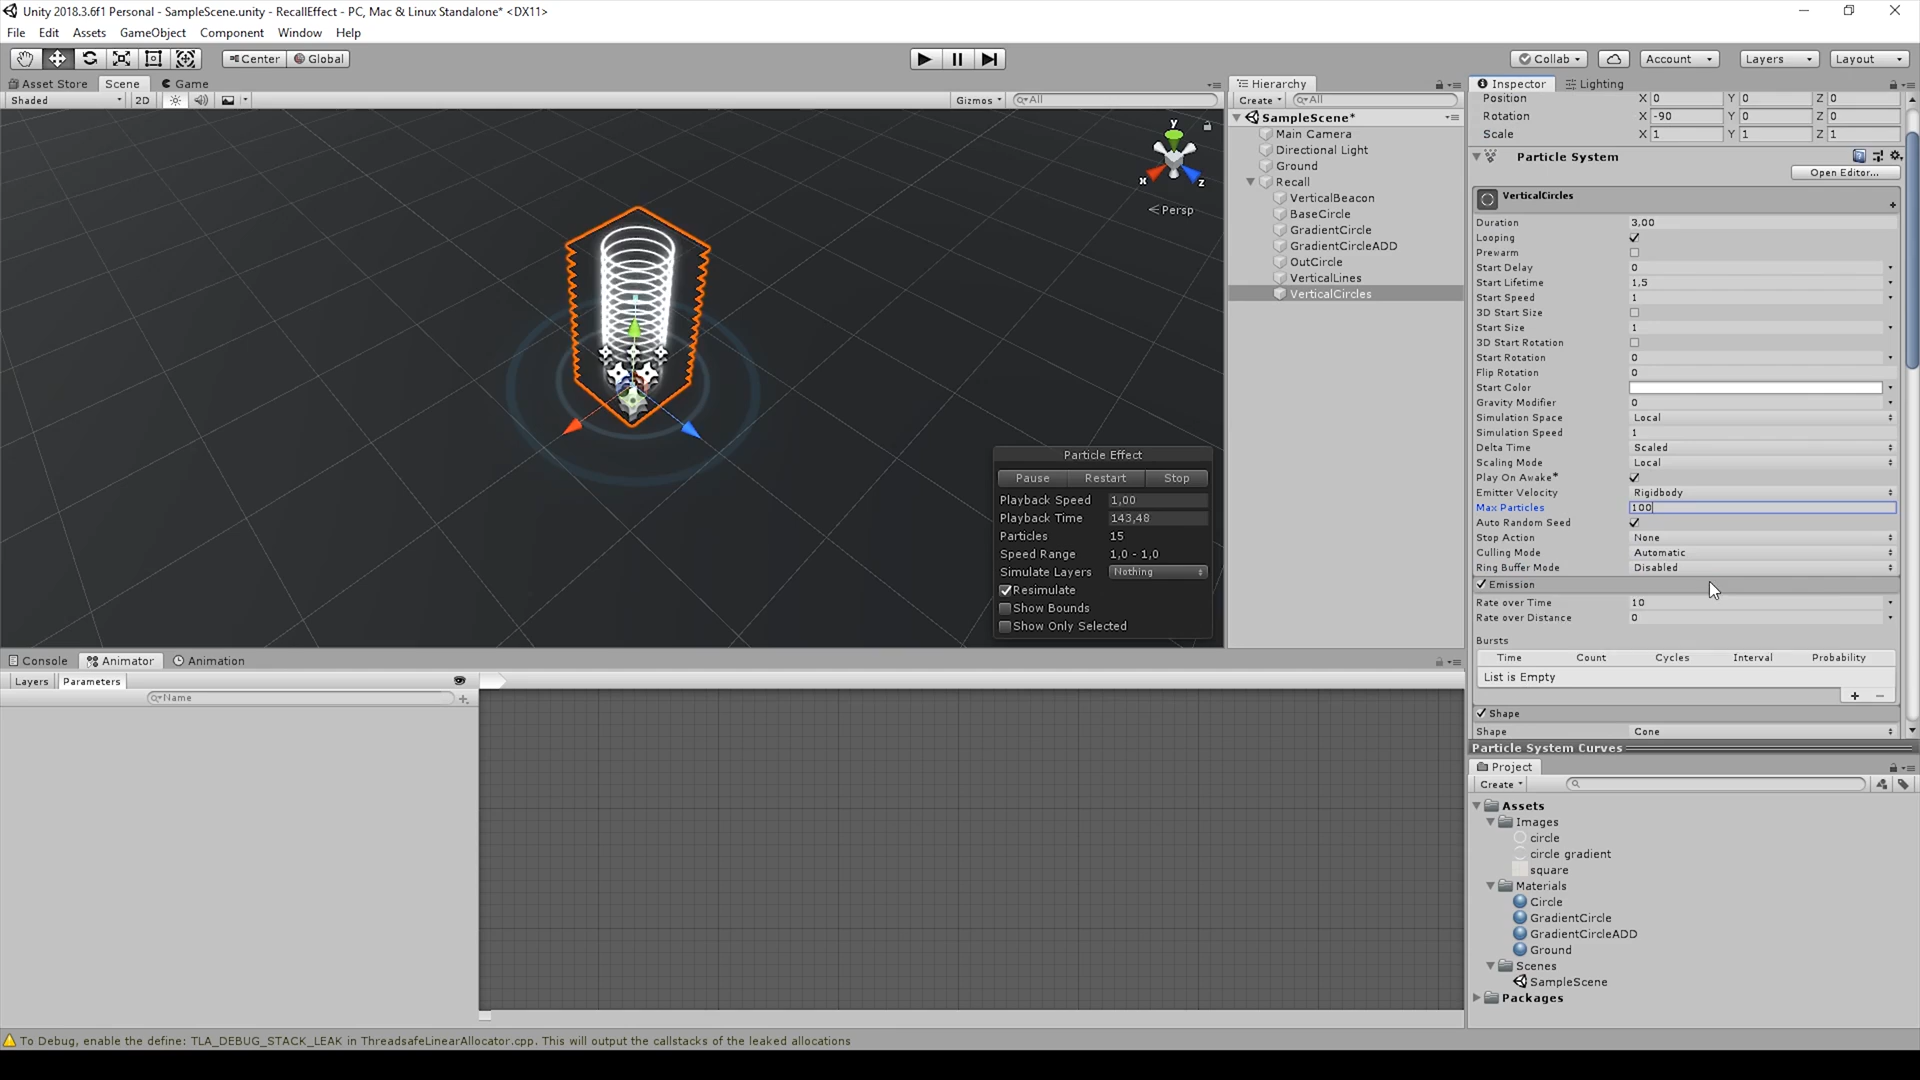 Unity 2018.3.6f1 Personal - SampleScene.unity - RecallEffect - PC, Mac & Linux Standalone* <DX11>
File Edit Assets GameObject Component Window Help
Center Global Collab Account Layers Layout
Asset Store Scene Game
Shaded 2D Gizmos All
y
x
z
Persp
Particle Effect
Pause Restart Stop
Playback Speed 1,00
Playback Time 143,48
Particles 15
Speed Range 1,0 - 1,0
Simulate Layers Nothing
Resimulate
Show Bounds
Show Only Selected
Hierarchy
Create All
SampleScene*
Main Camera
Directional Light
Ground
Recall
VerticalBeacon
BaseCircle
GradientCircle
GradientCircleADD
OutCircle
VerticalLines
VerticalCircles
Inspector Lighting
Position X 0 Y 0 Z 0
Rotation X -90 Y 0 Z 0
Scale X 1 Y 1 Z 1
Particle System
Open Editor...
VerticalCircles
Duration 3,00
Looping
Prewarm
Start Delay 0
Start Lifetime 1,5
Start Speed 1
3D Start Size
Start Size 1
3D Start Rotation
Start Rotation 0
Flip Rotation 0
Start Color
Gravity Modifier 0
Simulation Space Local
Simulation Speed 1
Delta Time Scaled
Scaling Mode Local
Play On Awake*
Emitter Velocity Rigidbody
Max Particles 100
Auto Random Seed
Stop Action None
Culling Mode Automatic
Ring Buffer Mode Disabled
Emission
Rate over Time 10
Rate over Distance 0
Bursts
Time Count Cycles Interval Probability
List is Empty
Shape
Shape Cone
Particle System Curves
Project
Create
Assets
Images
circle
circle gradient
square
Materials
Circle
GradientCircle
GradientCircleADD
Ground
Scenes
SampleScene
Packages
Console Animator Animation
Layers Parameters
Name
To Debug, enable the define: TLA_DEBUG_STACK_LEAK in ThreadsafeLinearAllocator.cpp. This will output the callstacks of the leaked allocations